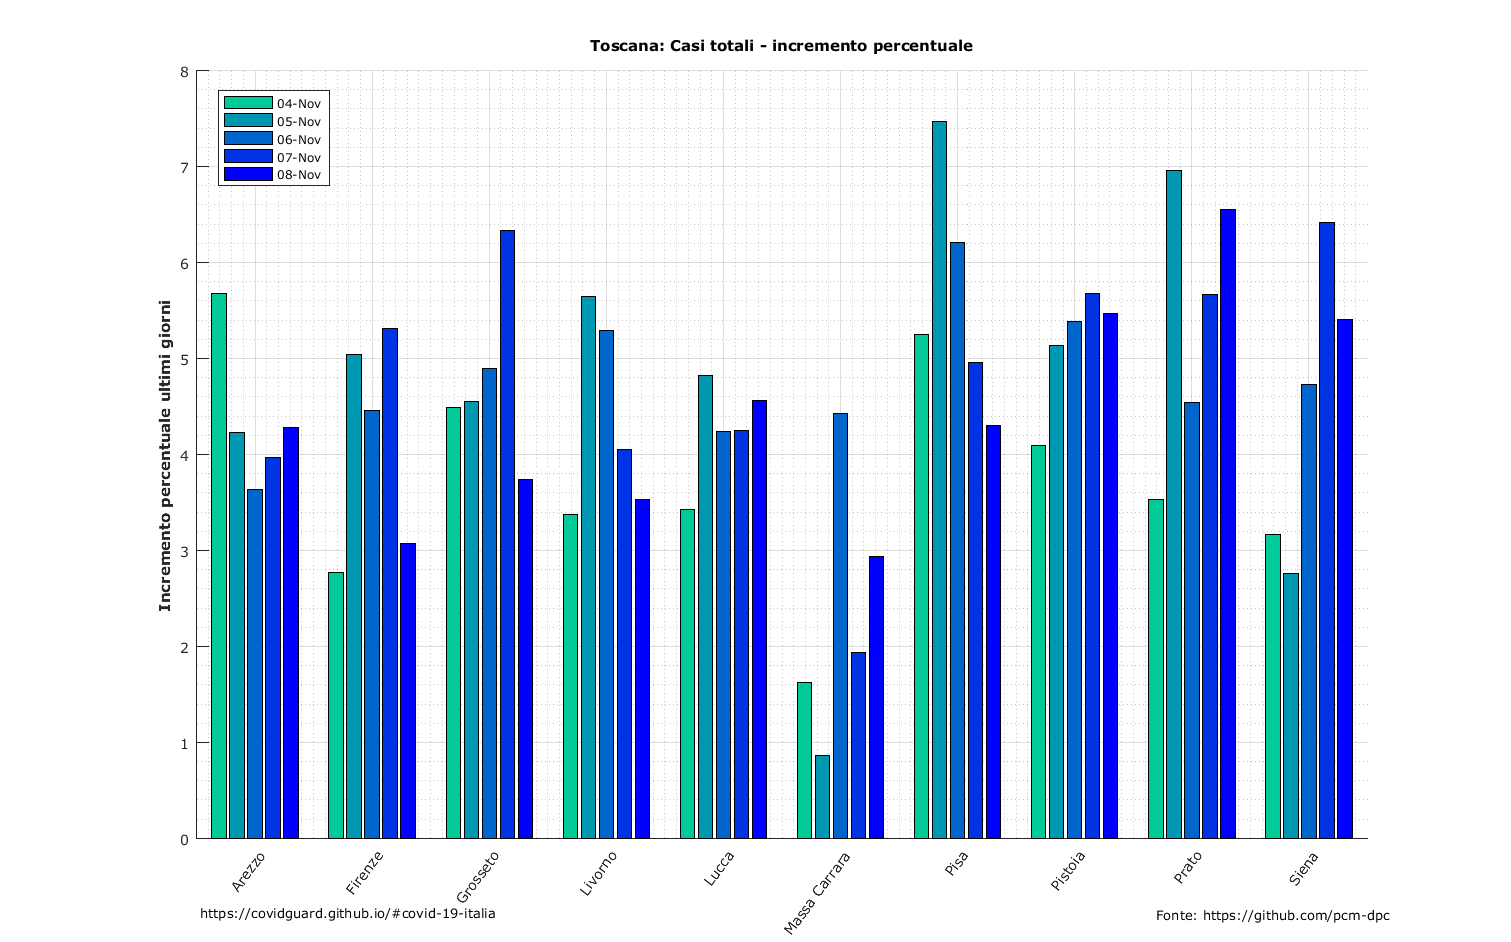 Toscana: Casi totali - incremento percentuale
8
7
6
5
4
3
2
1
0
Incremento percentuale ultimi giorni
04-Nov
05-Nov
06-Nov
07-Nov
08-Nov
Arezzo
Firenze
Grosseto
Livorno
Lucca
Massa Carrara
Pisa
Pistoia
Prato
Siena
https://covidguard.github.io/#covid-19-italia
Fonte: https://github.com/pcm-dpc